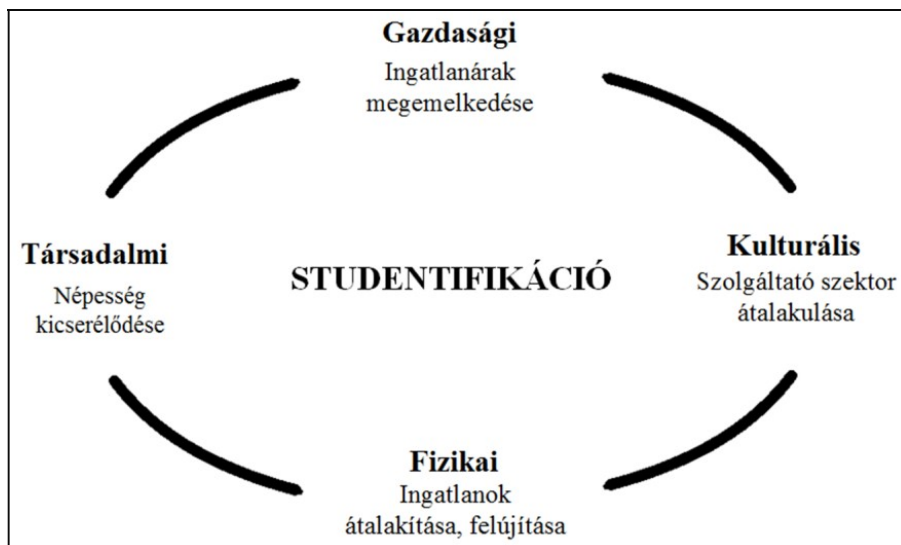 Gazdasági
Ingatlanárak
megemelkedése
Társadalmi
Népesség
kicserélődése
STUDENTIFIKÁCIÓ
Kulturális
Szolgáltató szektor
átalakulása
Fizikai
Ingatlanok
átalakítása, felújítása